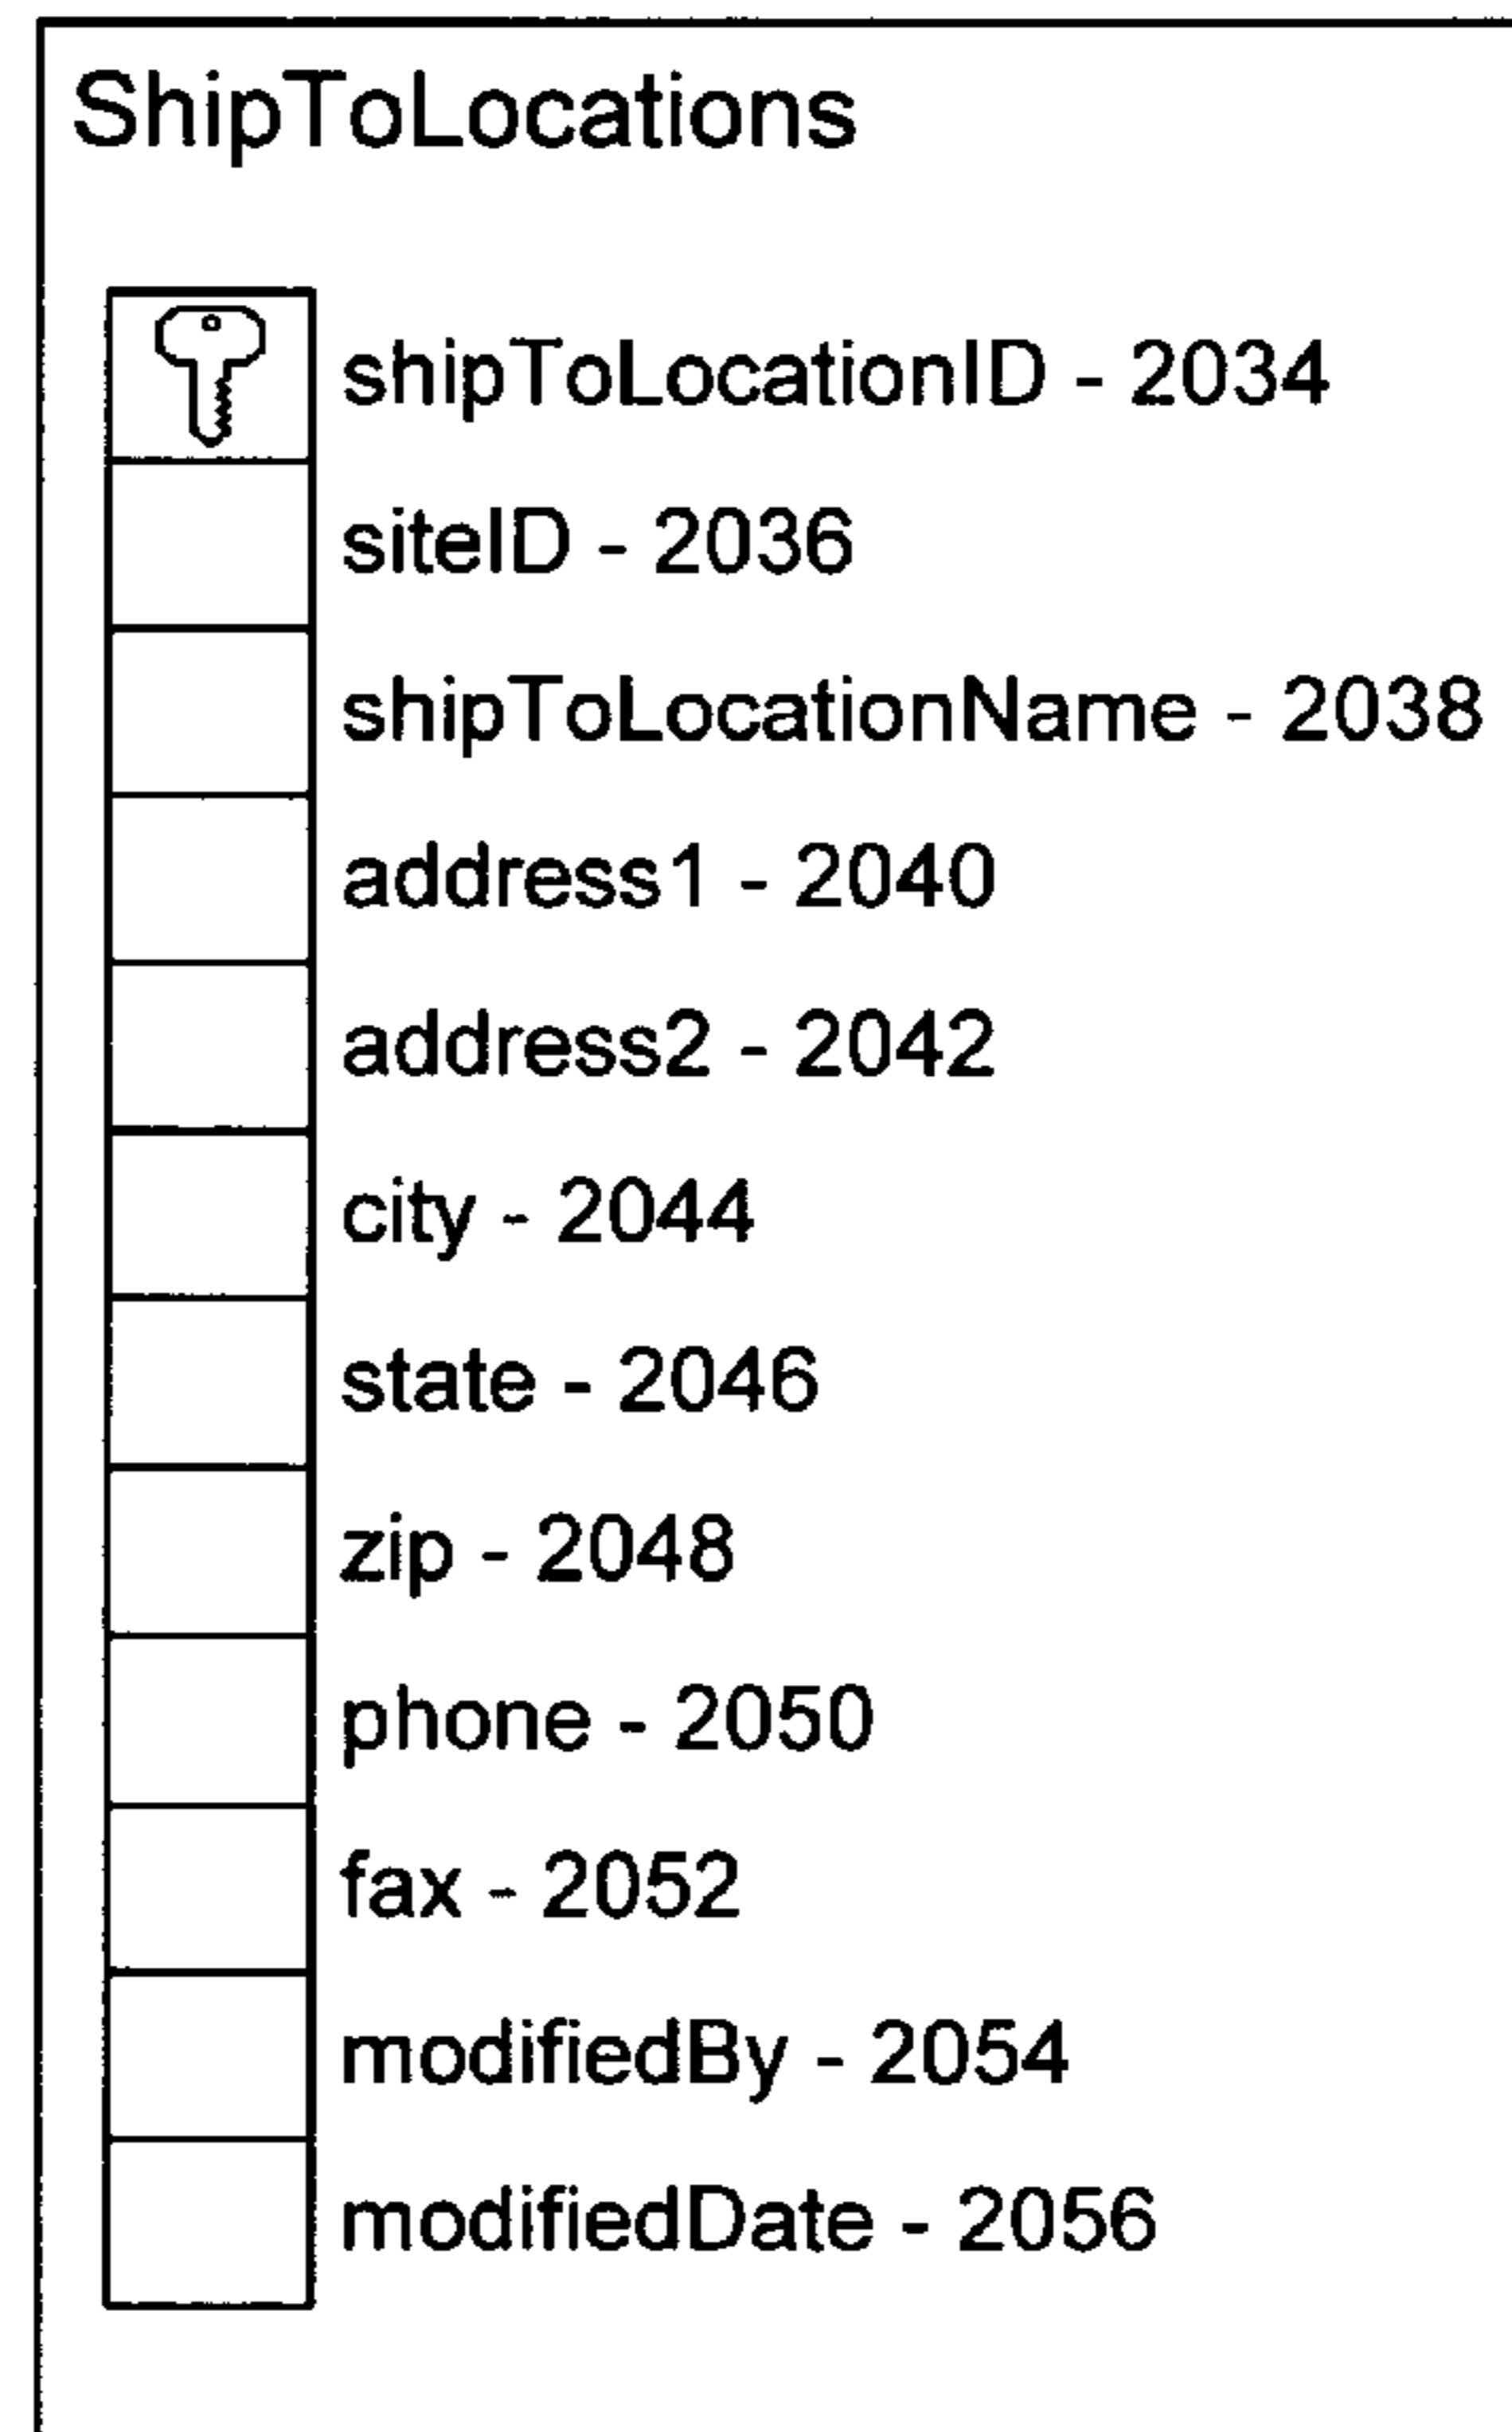 ShipToLocations
shipToLocationID - 2034
siteID - 2036
shipToLocationName - 2038
address1 - 2040
address2 - 2042
city - 2044
state - 2046
zip - 2048
phone - 2050
fax - 2052
modifiedBy - 2054
modifiedDate - 2056